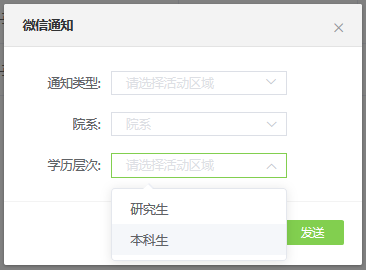 微信通知
通知类型: 请选择活动区域
院系: 院系
学历层次: 请选择活动区域
研究生
本科生
发送